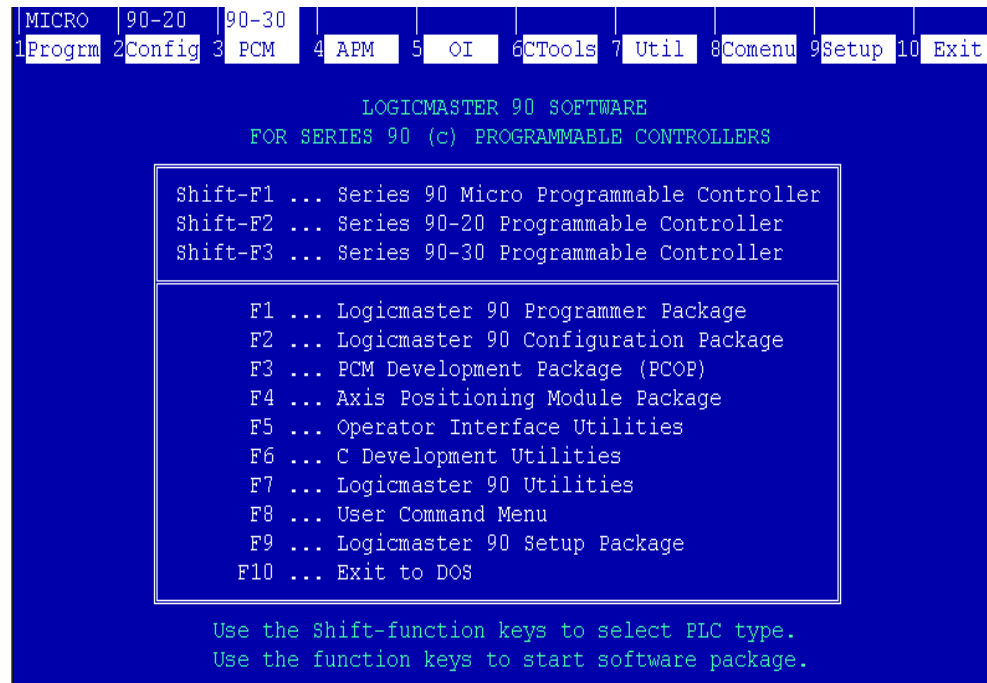 |MICRO |90-20 |90-30 | | | | | | |
1Progrm 2Config 3 PCM 4 APM 5 OI 6CTools 7 Util 8Comenu 9Setup 10 Exit
LOGICMASTER 90 SOFTWARE
FOR SERIES 90 (c) PROGRAMMABLE CONTROLLERS
Shift-F1 ... Series 90 Micro Programmable Controller
Shift-F2 ... Series 90-20 Programmable Controller
Shift-F3 ... Series 90-30 Programmable Controller
F1 ... Logicmaster 90 Programmer Package
F2 ... Logicmaster 90 Configuration Package
F3 ... PCM Development Package (PCOP)
F4 ... Axis Positioning Module Package
F5 ... Operator Interface Utilities
F6 ... C Development Utilities
F7 ... Logicmaster 90 Utilities
F8 ... User Command Menu
F9 ... Logicmaster 90 Setup Package
F10 ... Exit to DOS
Use the Shift-function keys to select PLC type.
Use the function keys to start software package.